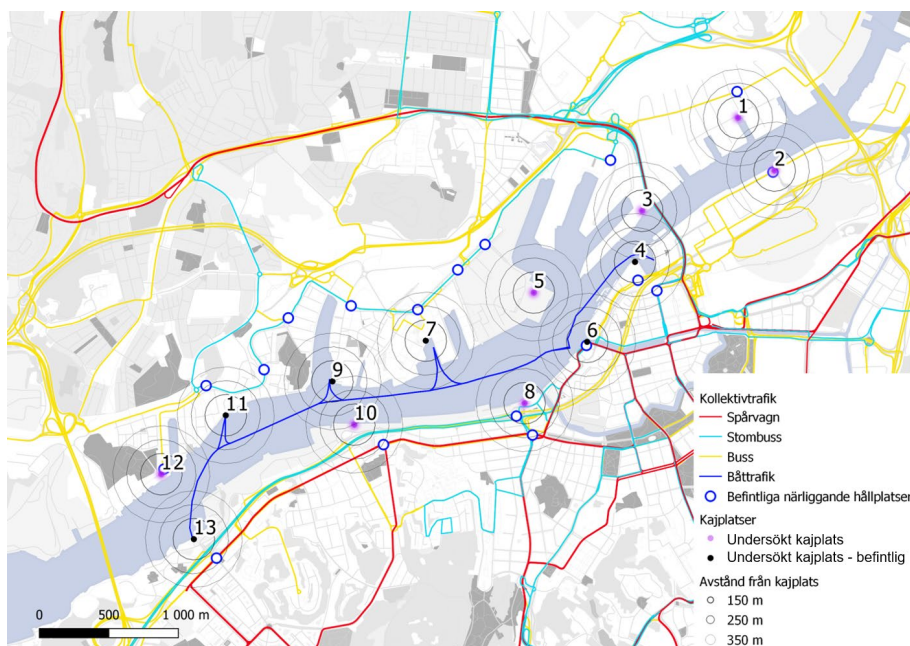 1
2
3
4
5
6
7
8
9
10
11
12
13
Kollektivtrafik
Spårvagn
Stombuss
Buss
Båttrafik
Befintliga närliggande hållplatser
Kajplatser
Undersökt kajplats
Undersökt kajplats - befintlig
Avstånd från kajplats
150 m
250 m
350 m
0 500 1 000 m